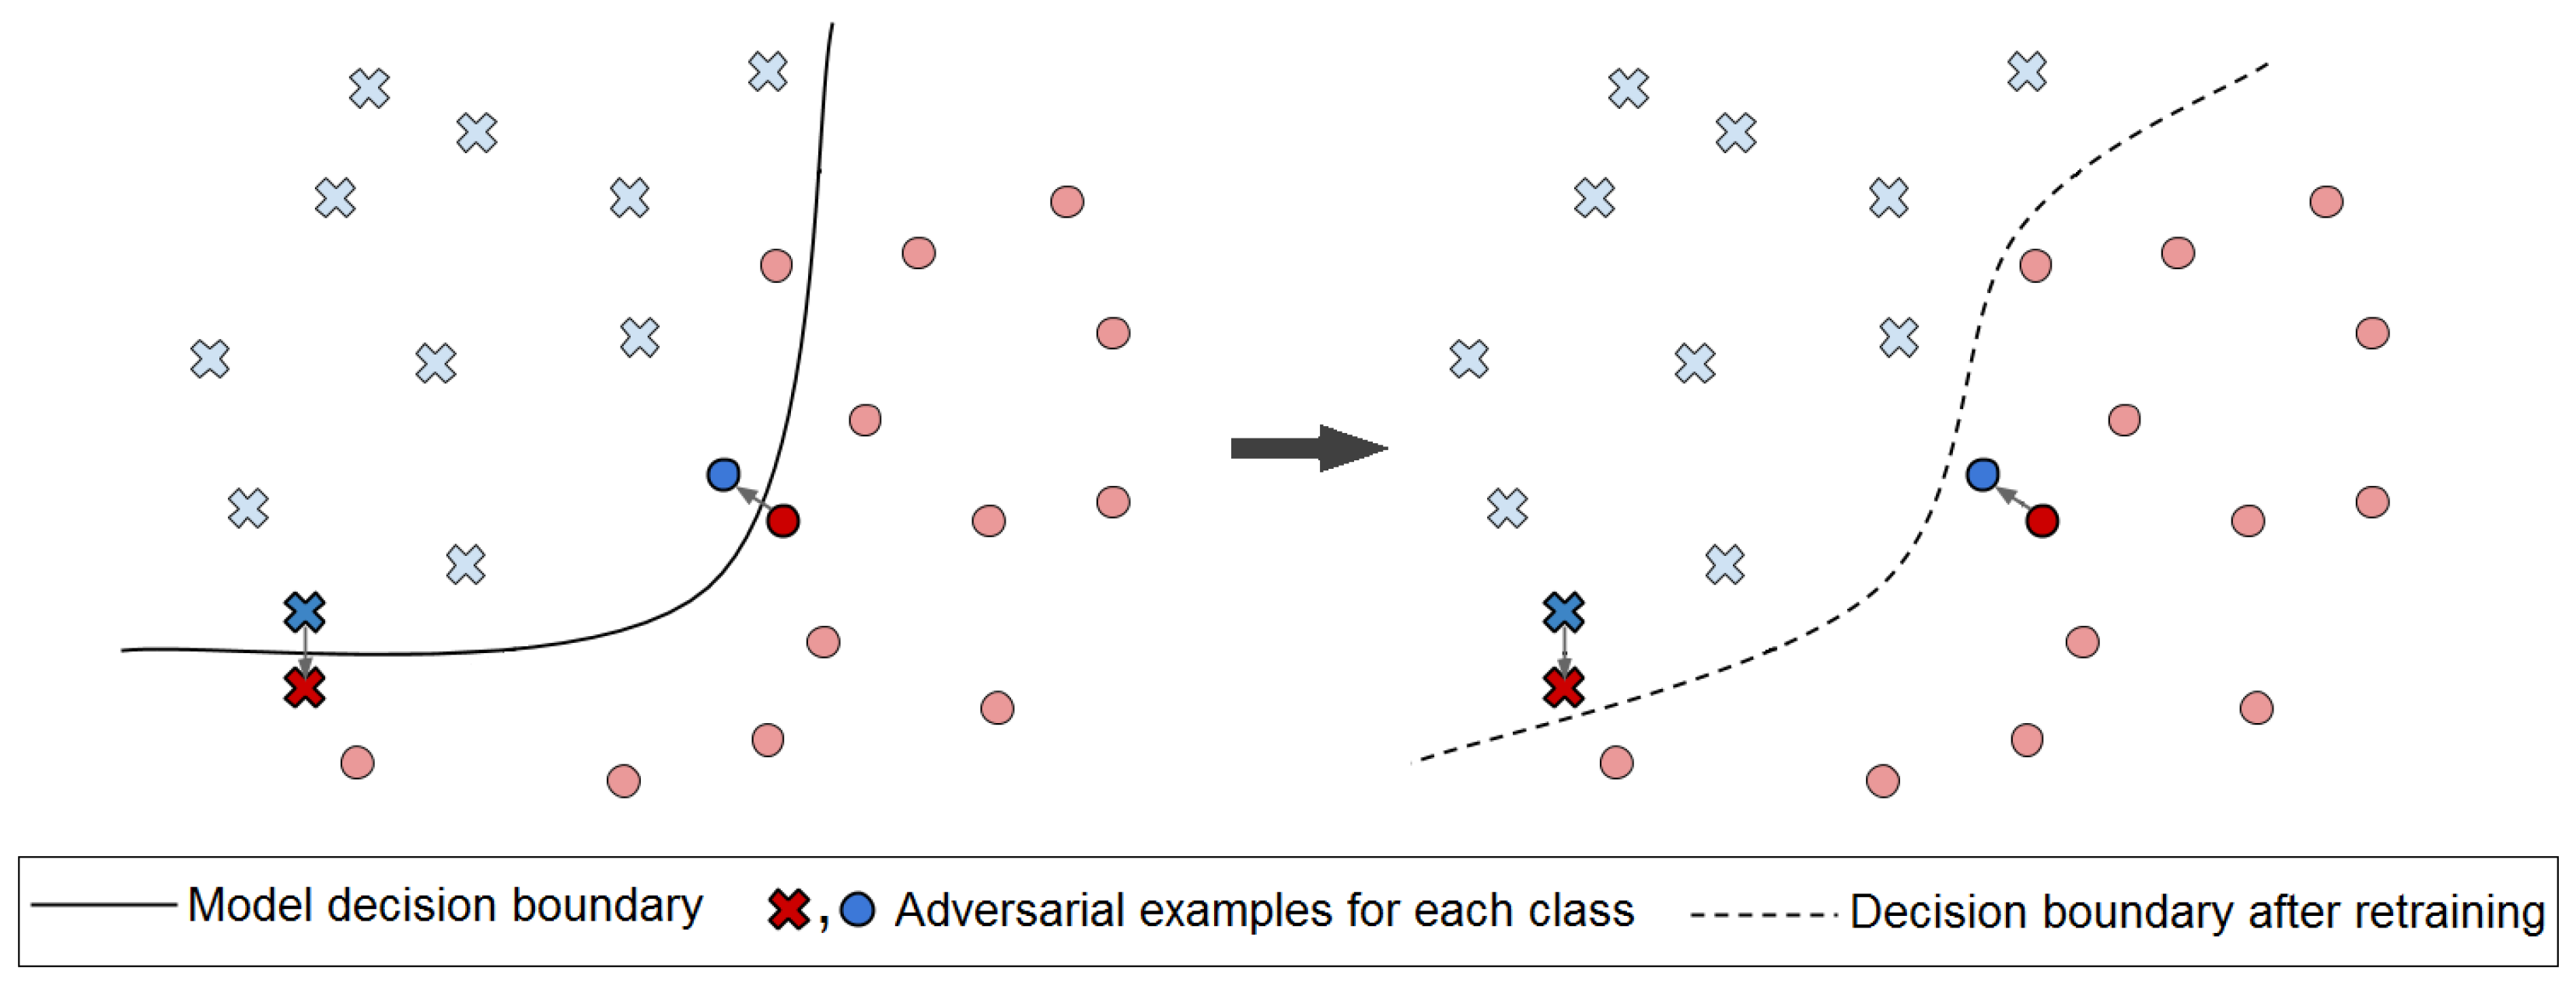 Model decision boundary
, Adversarial examples for each class
Decision boundary after retraining